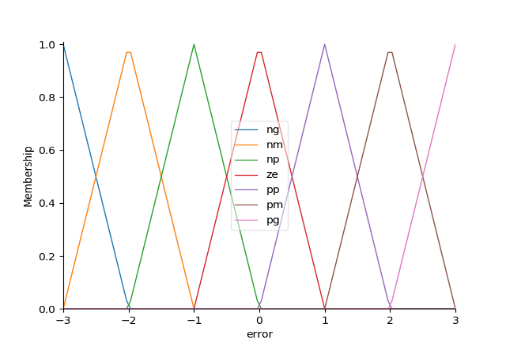 1.0
0.8
0.6
0.4
0.2
0.0
Membership
ng
nm
np
ze
pp
pm
pg
−3 −2 −1 0 1 2 3
error